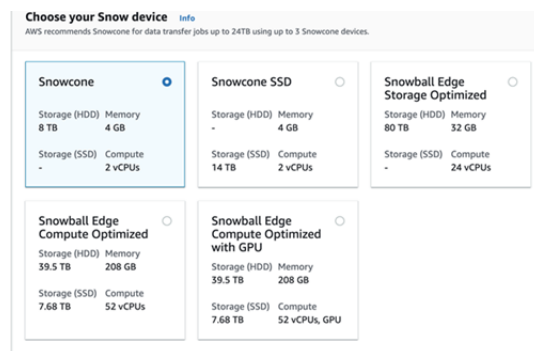 Choose your Snow device Info
AWS recommends Snowcone for data transfer jobs up to 24TB using up to 3 Snowcone devices.
Snowcone
Storage (HDD) Memory
8 TB 4 GB
Storage (SSD) Compute
- 2 vCPUs
Snowcone SSD
Storage (HDD) Memory
- 4 GB
Storage (SSD) Compute
14 TB 2 vCPUs
Snowball Edge
Storage Optimized
Storage (HDD) Memory
80 TB 32 GB
Storage (SSD) Compute
- 24 vCPUs
Snowball Edge
Compute Optimized
Storage (HDD) Memory
39.5 TB 208 GB
Storage (SSD) Compute
7.68 TB 52 vCPUs
Snowball Edge
Compute Optimized
with GPU
Storage (HDD) Memory
39.5 TB 208 GB
Storage (SSD) Compute
7.68 TB 52 vCPUs, GPU